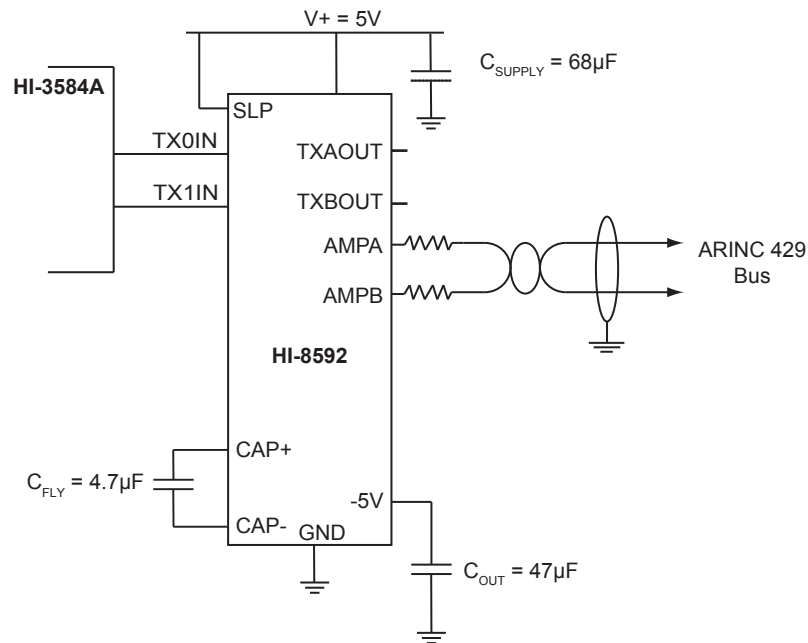 V+ = 5V
C_SUPPLY = 68µF
HI-3584A
SLP
TX0IN
TXAOUT
TX1IN
TXBOUT
AMPA
ARINC 429
Bus
AMPB
HI-8592
CAP+
C_FLY = 4.7µF
-5V
CAP-
GND
C_OUT = 47µF